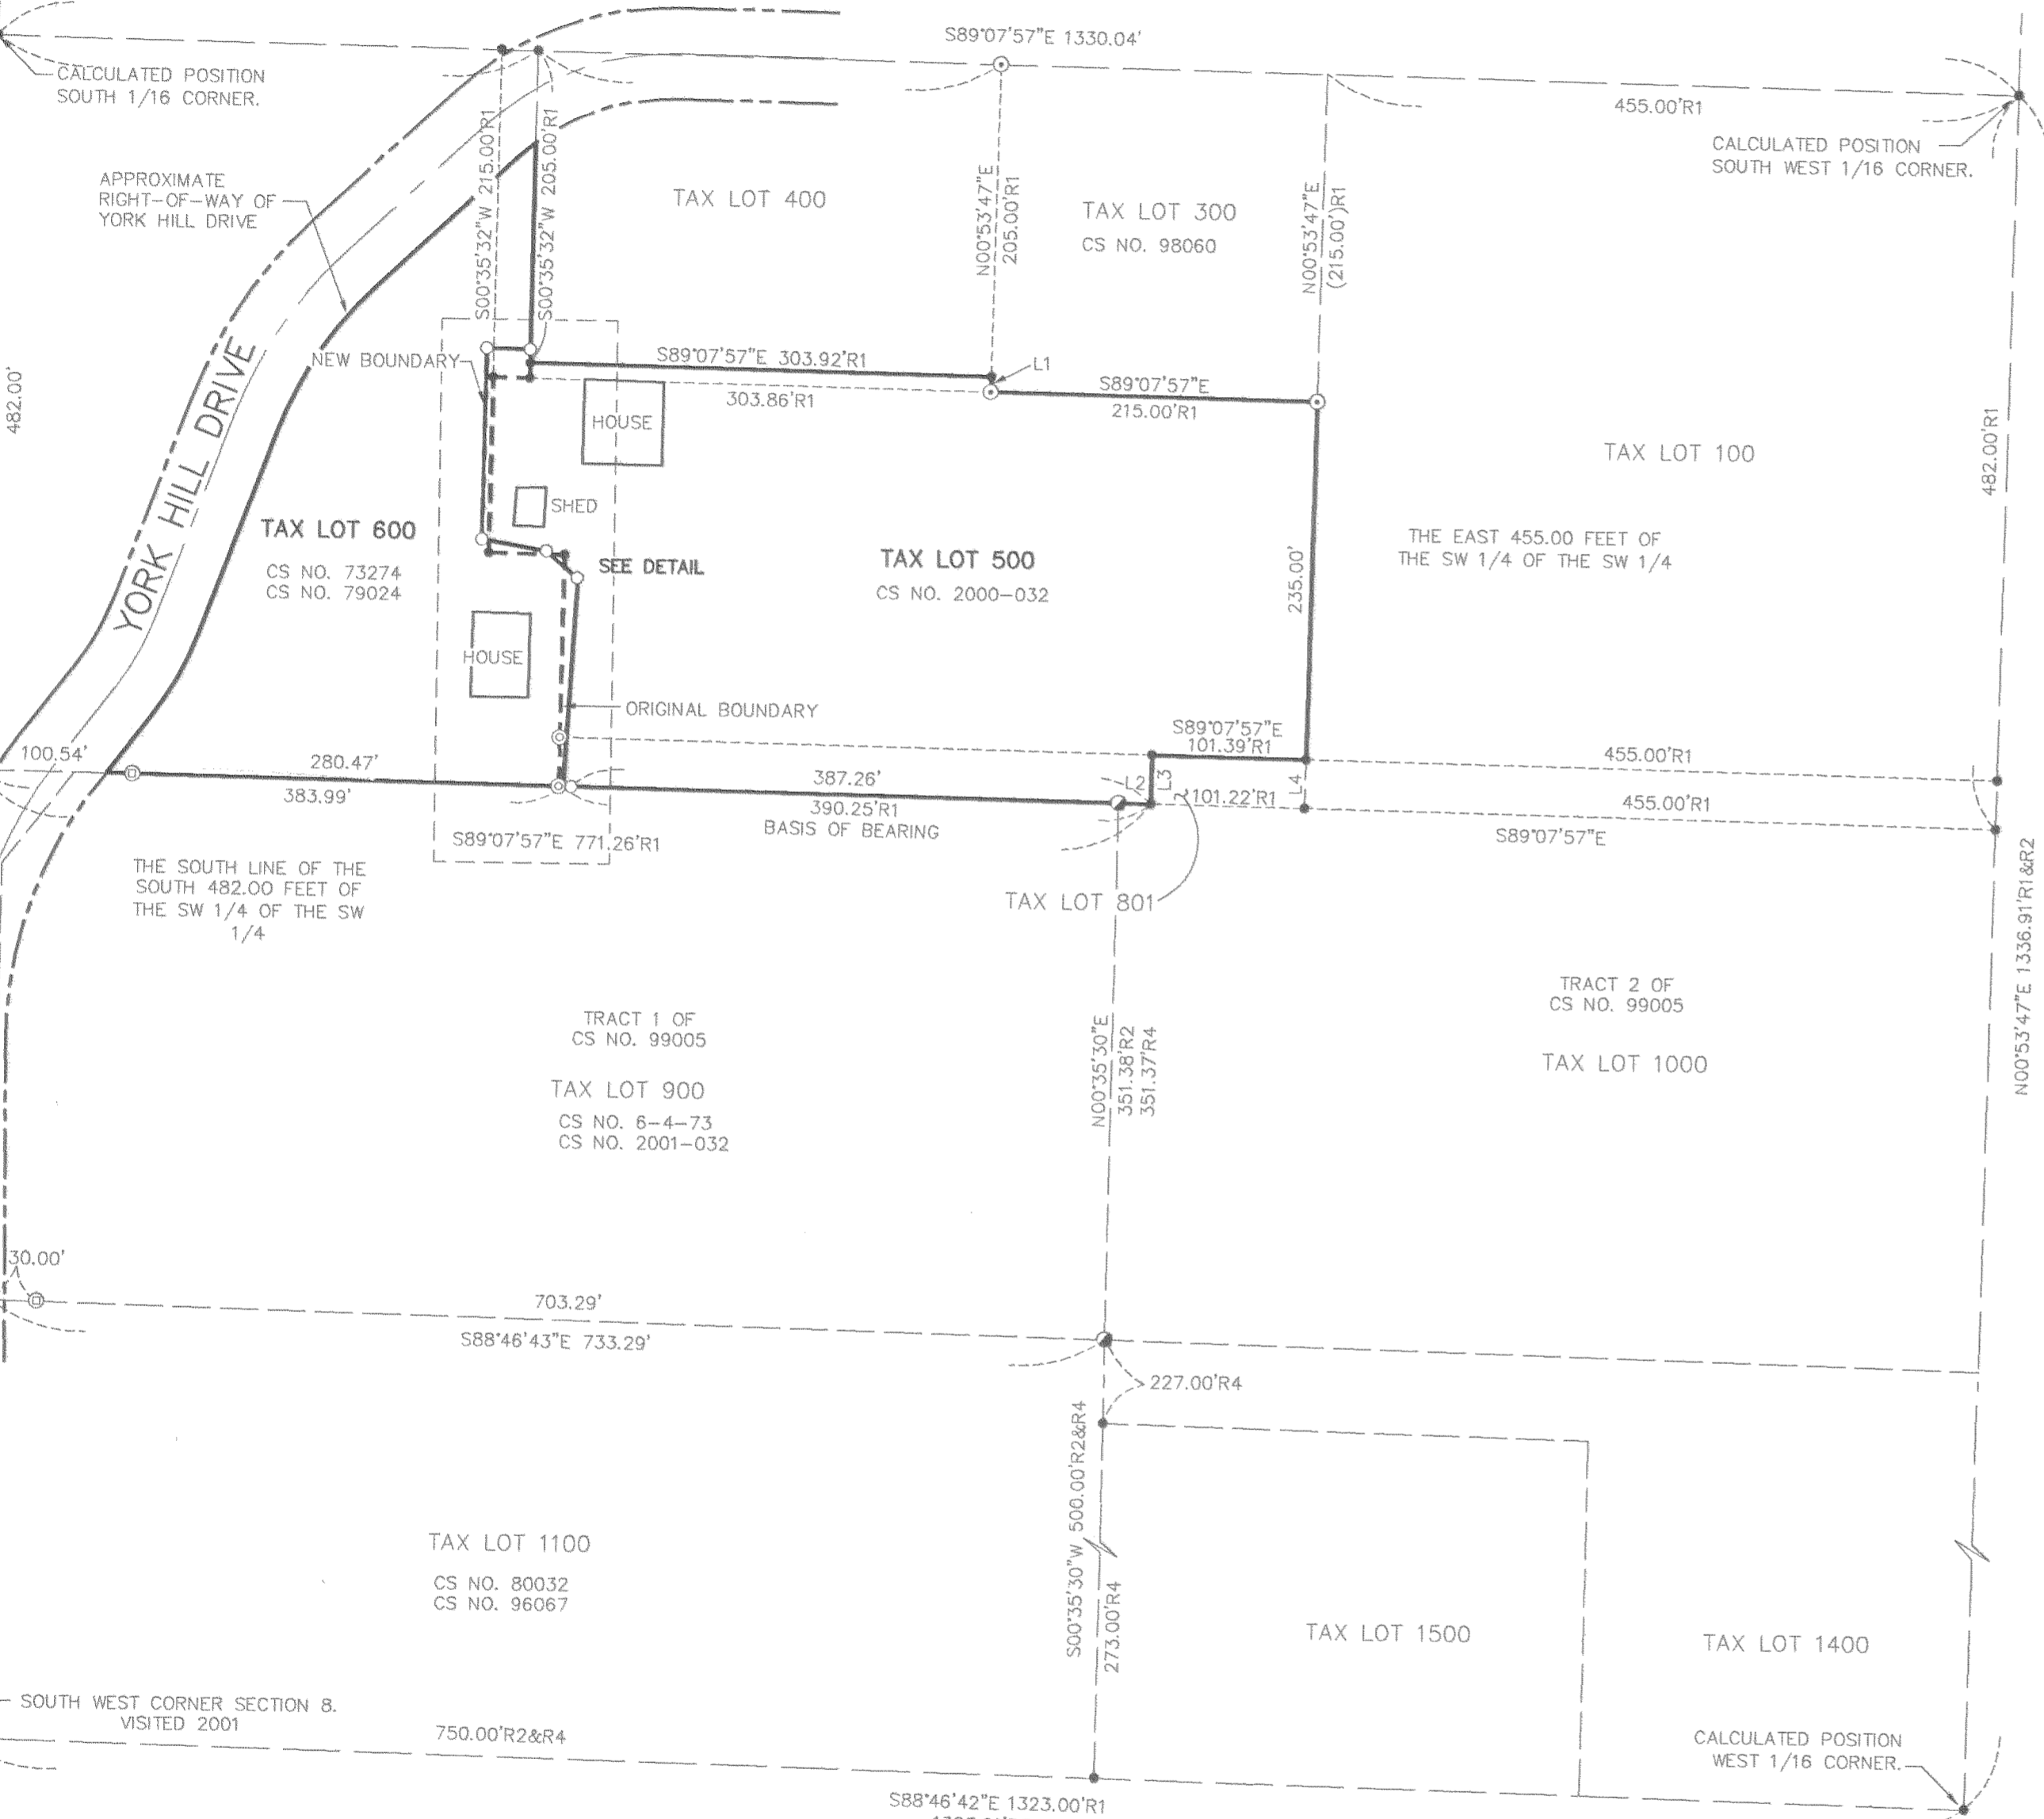 S89°07'57"E 1330.04'
CALCULATED POSITION
SOUTH 1/16 CORNER.
455.00'R1
CALCULATED POSITION
SOUTH WEST 1/16 CORNER.
APPROXIMATE
RIGHT-OF-WAY OF
YORK HILL DRIVE
S00°35'32"W 215.00'R1
S00°35'32"W 205.00'R1
TAX LOT 400
N00°53'47"E
205.00'R1
TAX LOT 300
CS NO. 98060
N00°53'47"E
(215.00')R1
482.00'
NEW BOUNDARY
S89°07'57"E 303.92'R1
303.86'R1
L1
S89°07'57"E
215.00'R1
HOUSE
482.00'R1
TAX LOT 100
YORK HILL DRIVE
SHED
TAX LOT 600
CS NO. 73274
CS NO. 79024
SEE DETAIL
TAX LOT 500
CS NO. 2000-032
235.00'
THE EAST 455.00 FEET OF
THE SW 1/4 OF THE SW 1/4
HOUSE
ORIGINAL BOUNDARY
100.54'
280.47'
383.99'
387.26'
390.25'R1
BASIS OF BEARING
S89°07'57"E 771.26'R1
L2
L3
S89°07'57"E
101.39'R1
101.22'R1
L4
455.00'R1
455.00'R1
S89°07'57"E
TAX LOT 801
THE SOUTH LINE OF THE
SOUTH 482.00 FEET OF
THE SW 1/4 OF THE SW
1/4
N00°53'47"E 1336.91'R1&R2
TRACT 1 OF
CS NO. 99005
TAX LOT 900
CS NO. 6-4-73
CS NO. 2001-032
N00°35'30"E
351.38'R2
351.37'R4
TRACT 2 OF
CS NO. 99005
TAX LOT 1000
30.00'
703.29'
S88°46'43"E 733.29'
227.00'R4
S00°35'30"W 500.00'R2&R4
273.00'R4
TAX LOT 1100
CS NO. 80032
CS NO. 96067
TAX LOT 1500
TAX LOT 1400
SOUTH WEST CORNER SECTION 8.
VISITED 2001
750.00'R2&R4
CALCULATED POSITION
WEST 1/16 CORNER.
S88°46'42"E 1323.00'R1